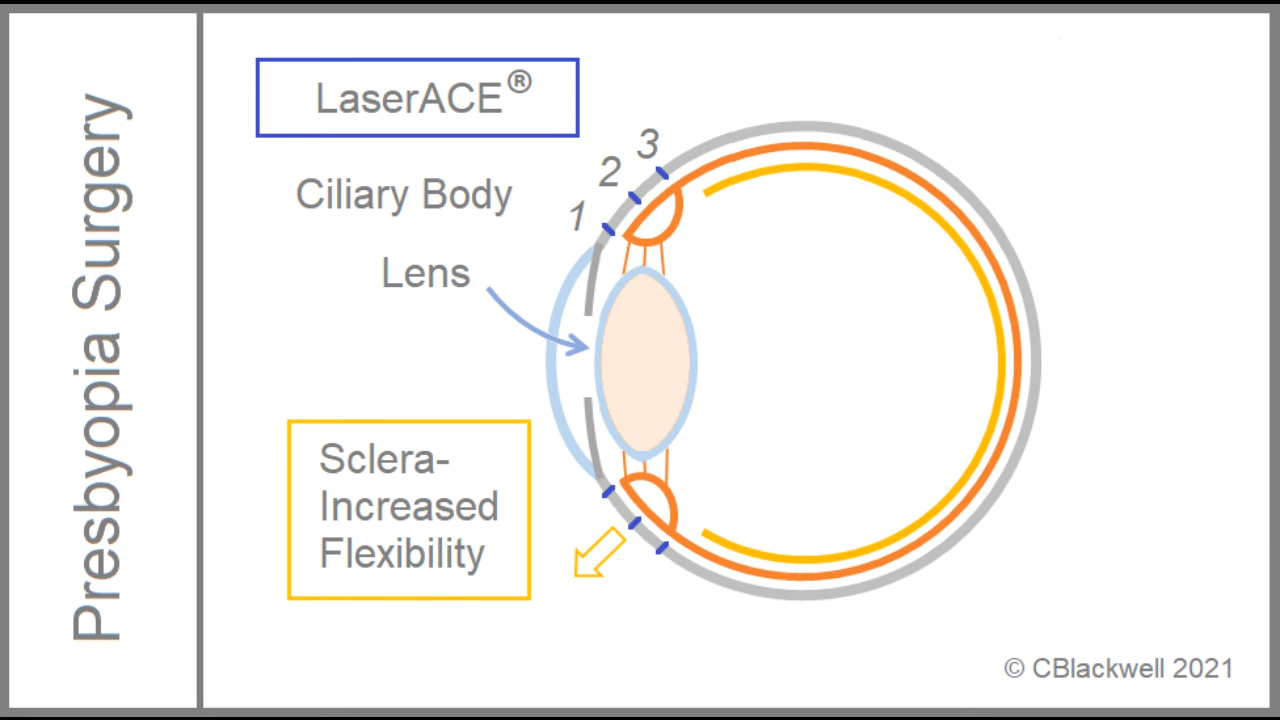 Presbyopia Surgery
LaserACE®
Ciliary Body
Lens
1
2
3
Sclera-
Increased
Flexibility
© CBlackwell 2021